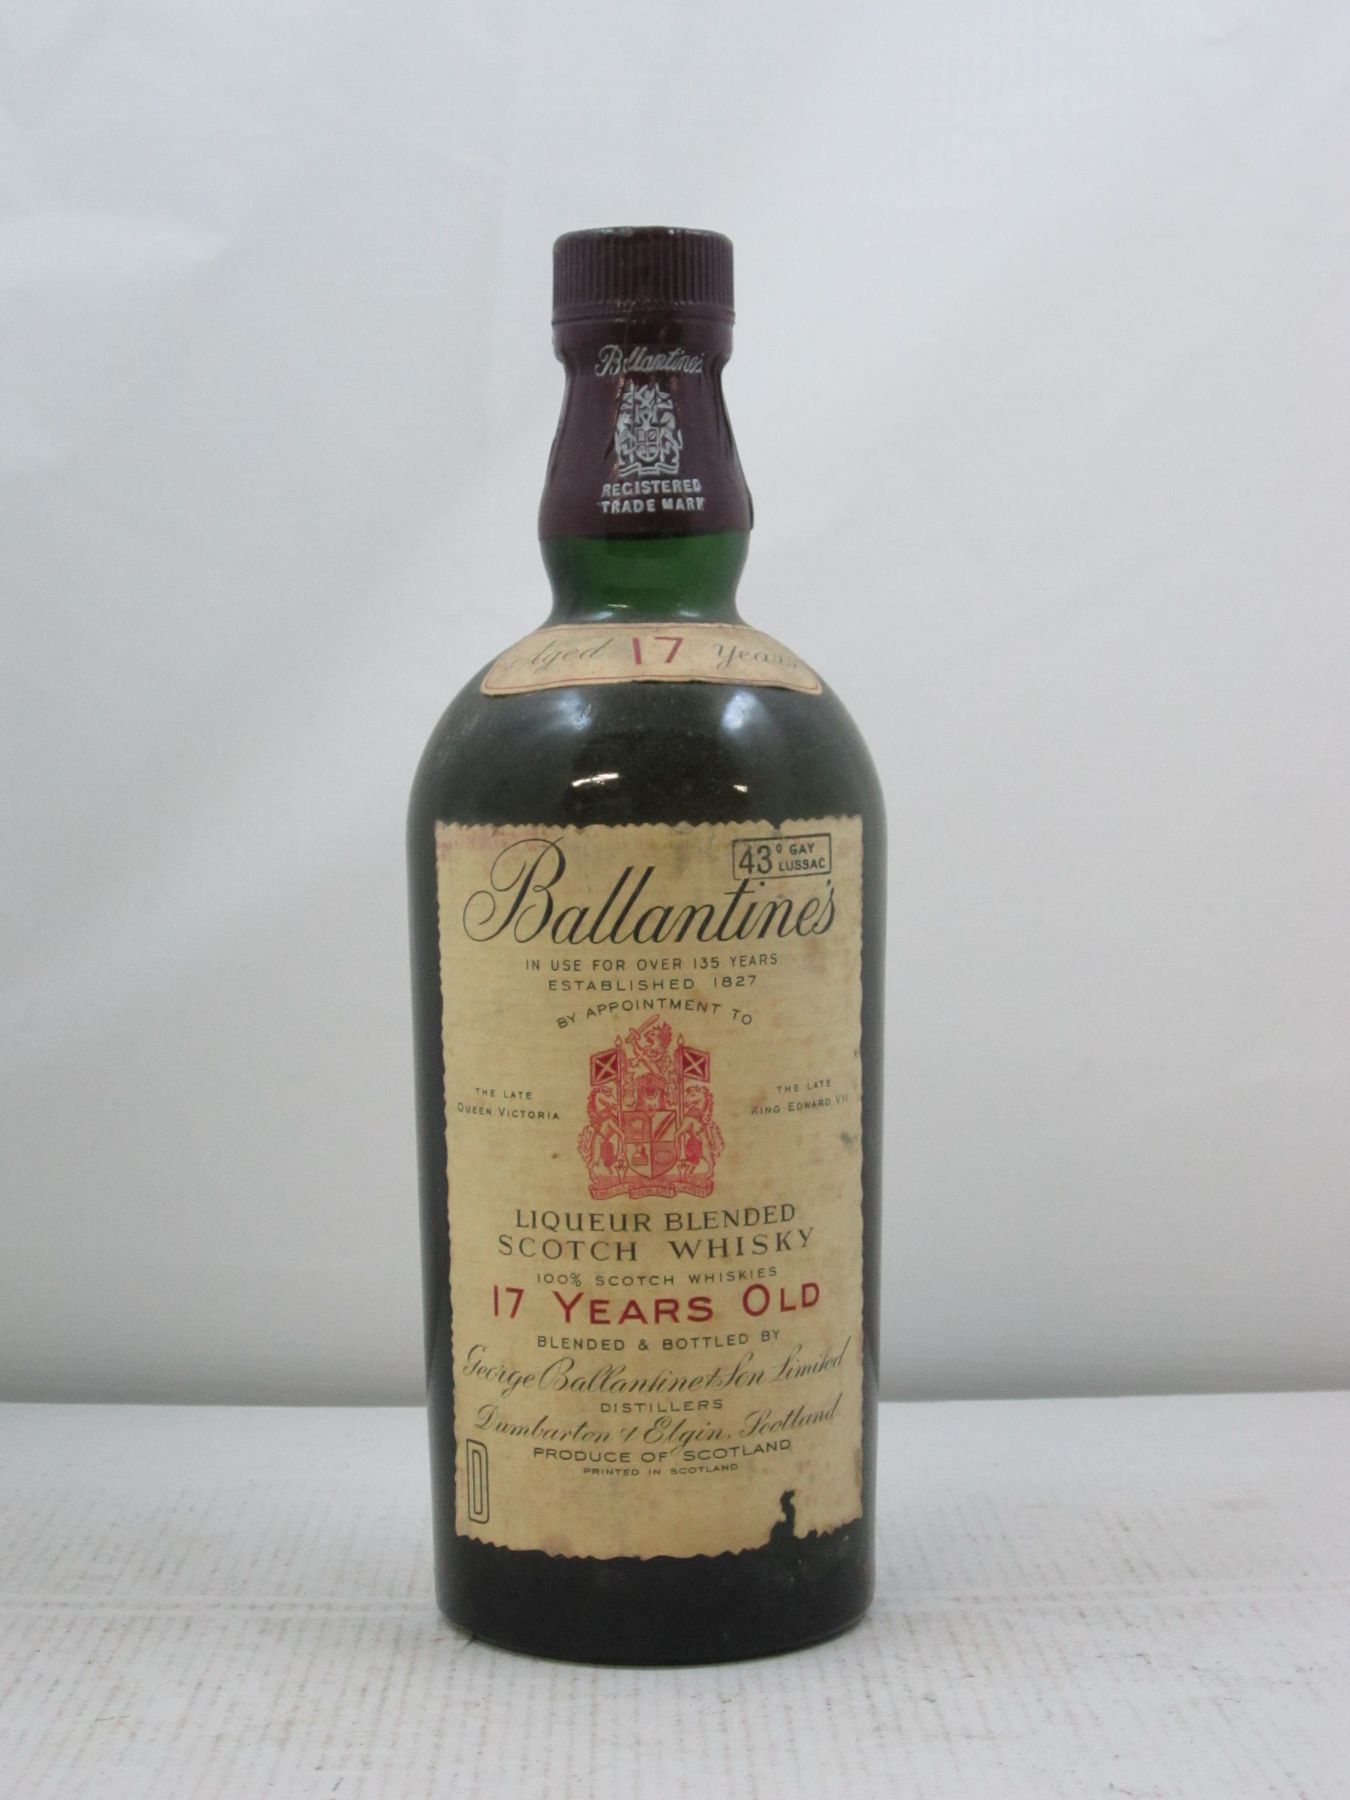 Ballantine's
REGISTERED
TRADE MARK
Aged 17 Years
43° GAY
LUSSAC
Ballantine's
IN USE FOR OVER 135 YEARS
ESTABLISHED 1827
BY APPOINTMENT TO
THE LATE
QUEEN VICTORIA
THE LATE
KING EDWARD VII
LIQUEUR BLENDED
SCOTCH WHISKY
100% SCOTCH WHISKIES
17 YEARS OLD
BLENDED & BOTTLED BY
George Ballantine & Son Limited
DISTILLERS
Dumbarton & Elgin, Scotland
PRODUCE OF SCOTLAND
PRINTED IN SCOTLAND
D